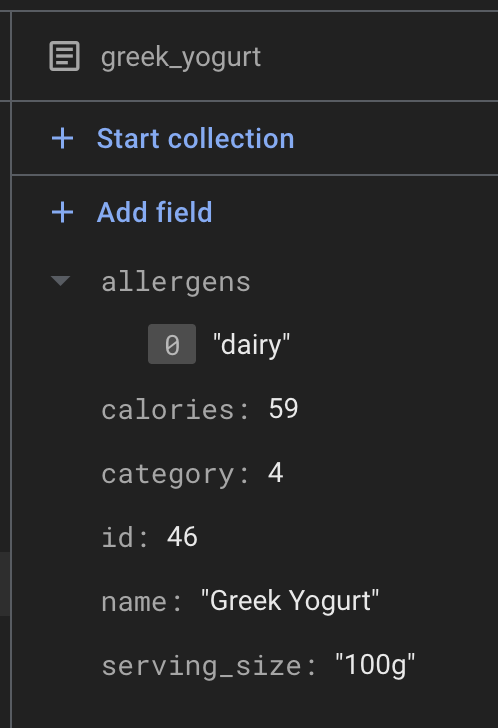 greek_yogurt
+ Start collection
+ Add field
allergens
0 "dairy"
calories: 59
category: 4
id: 46
name: "Greek Yogurt"
serving_size: "100g"